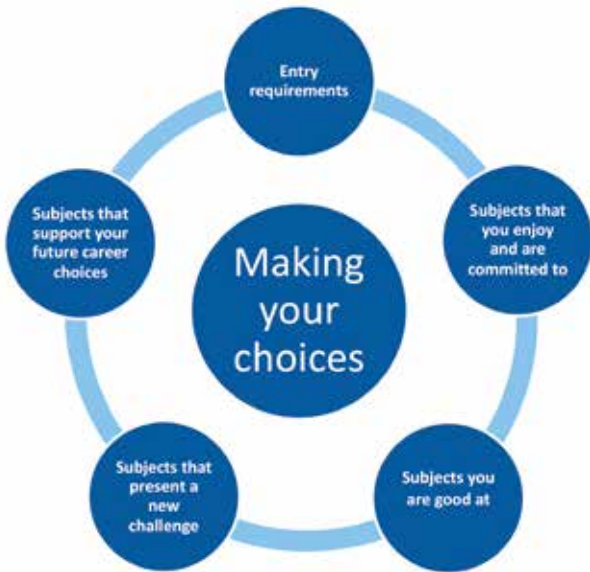 Entry
requirements
Subjects that
you enjoy
and are
committed to
Subjects you
are good at
Subjects that
present a
new
challenge
Subjects that
support your
future career
choices
Making
your
choices